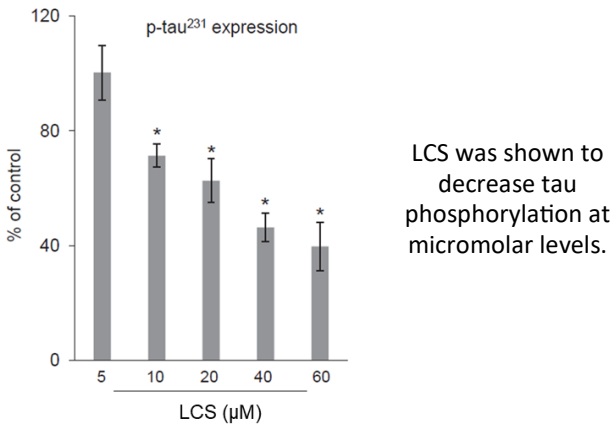 p-tau²³¹ expression
% of control
120
80
40
0
*
*
*
*
5 10 20 40 60
LCS (µM)
LCS was shown to
decrease tau
phosphorylation at
micromolar levels.